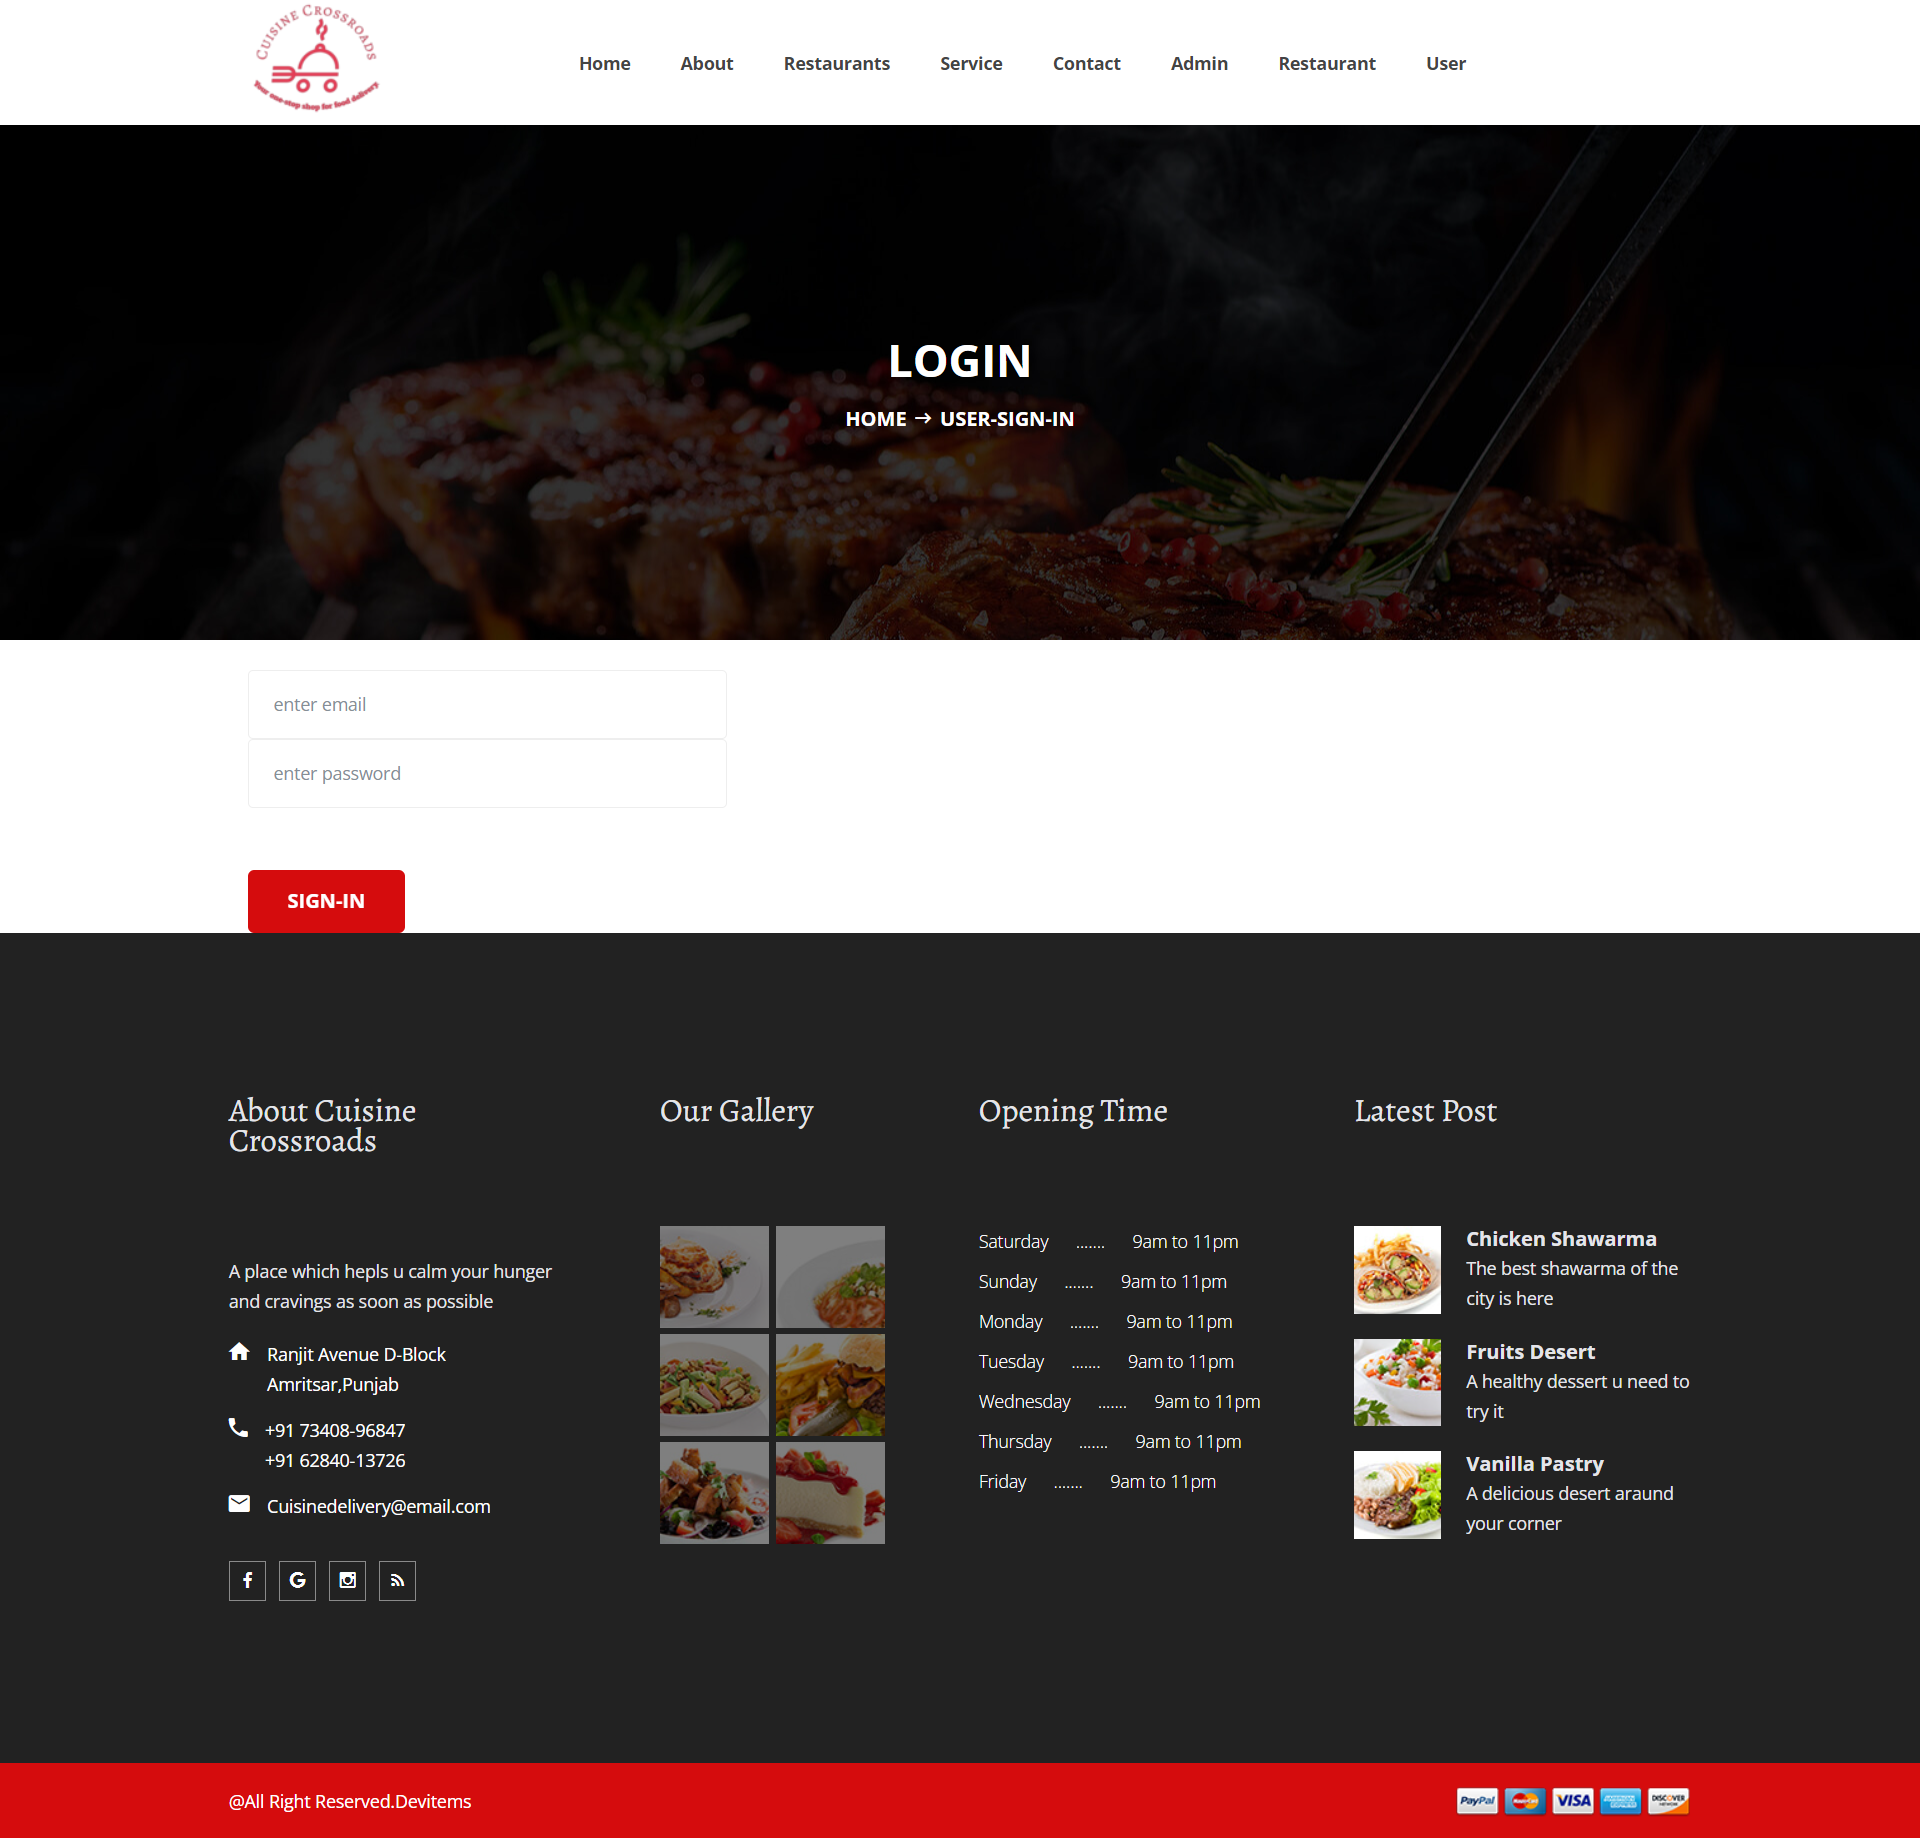 Cuisine Crossroads
Your one-stop shop for food delivery
Home About Restaurants Service Contact Admin Restaurant User
LOGIN
HOME → USER-SIGN-IN
enter email
enter password
SIGN-IN
About Cuisine
Crossroads
A place which hepls u calm your hunger
and cravings as soon as possible
Ranjit Avenue D-Block
Amritsar,Punjab
+91 73408-96847
+91 62840-13726
Cuisinedelivery@email.com
Our Gallery
Opening Time
Saturday ....... 9am to 11pm
Sunday ....... 9am to 11pm
Monday ....... 9am to 11pm
Tuesday ....... 9am to 11pm
Wednesday ....... 9am to 11pm
Thursday ....... 9am to 11pm
Friday ....... 9am to 11pm
Latest Post
Chicken Shawarma
The best shawarma of the
city is here
Fruits Desert
A healthy dessert u need to
try it
Vanilla Pastry
A delicious desert araund
your corner
@All Right Reserved.Devitems
PayPal MasterCard VISA AMERICAN EXPRESS DISCOVER NETWORK